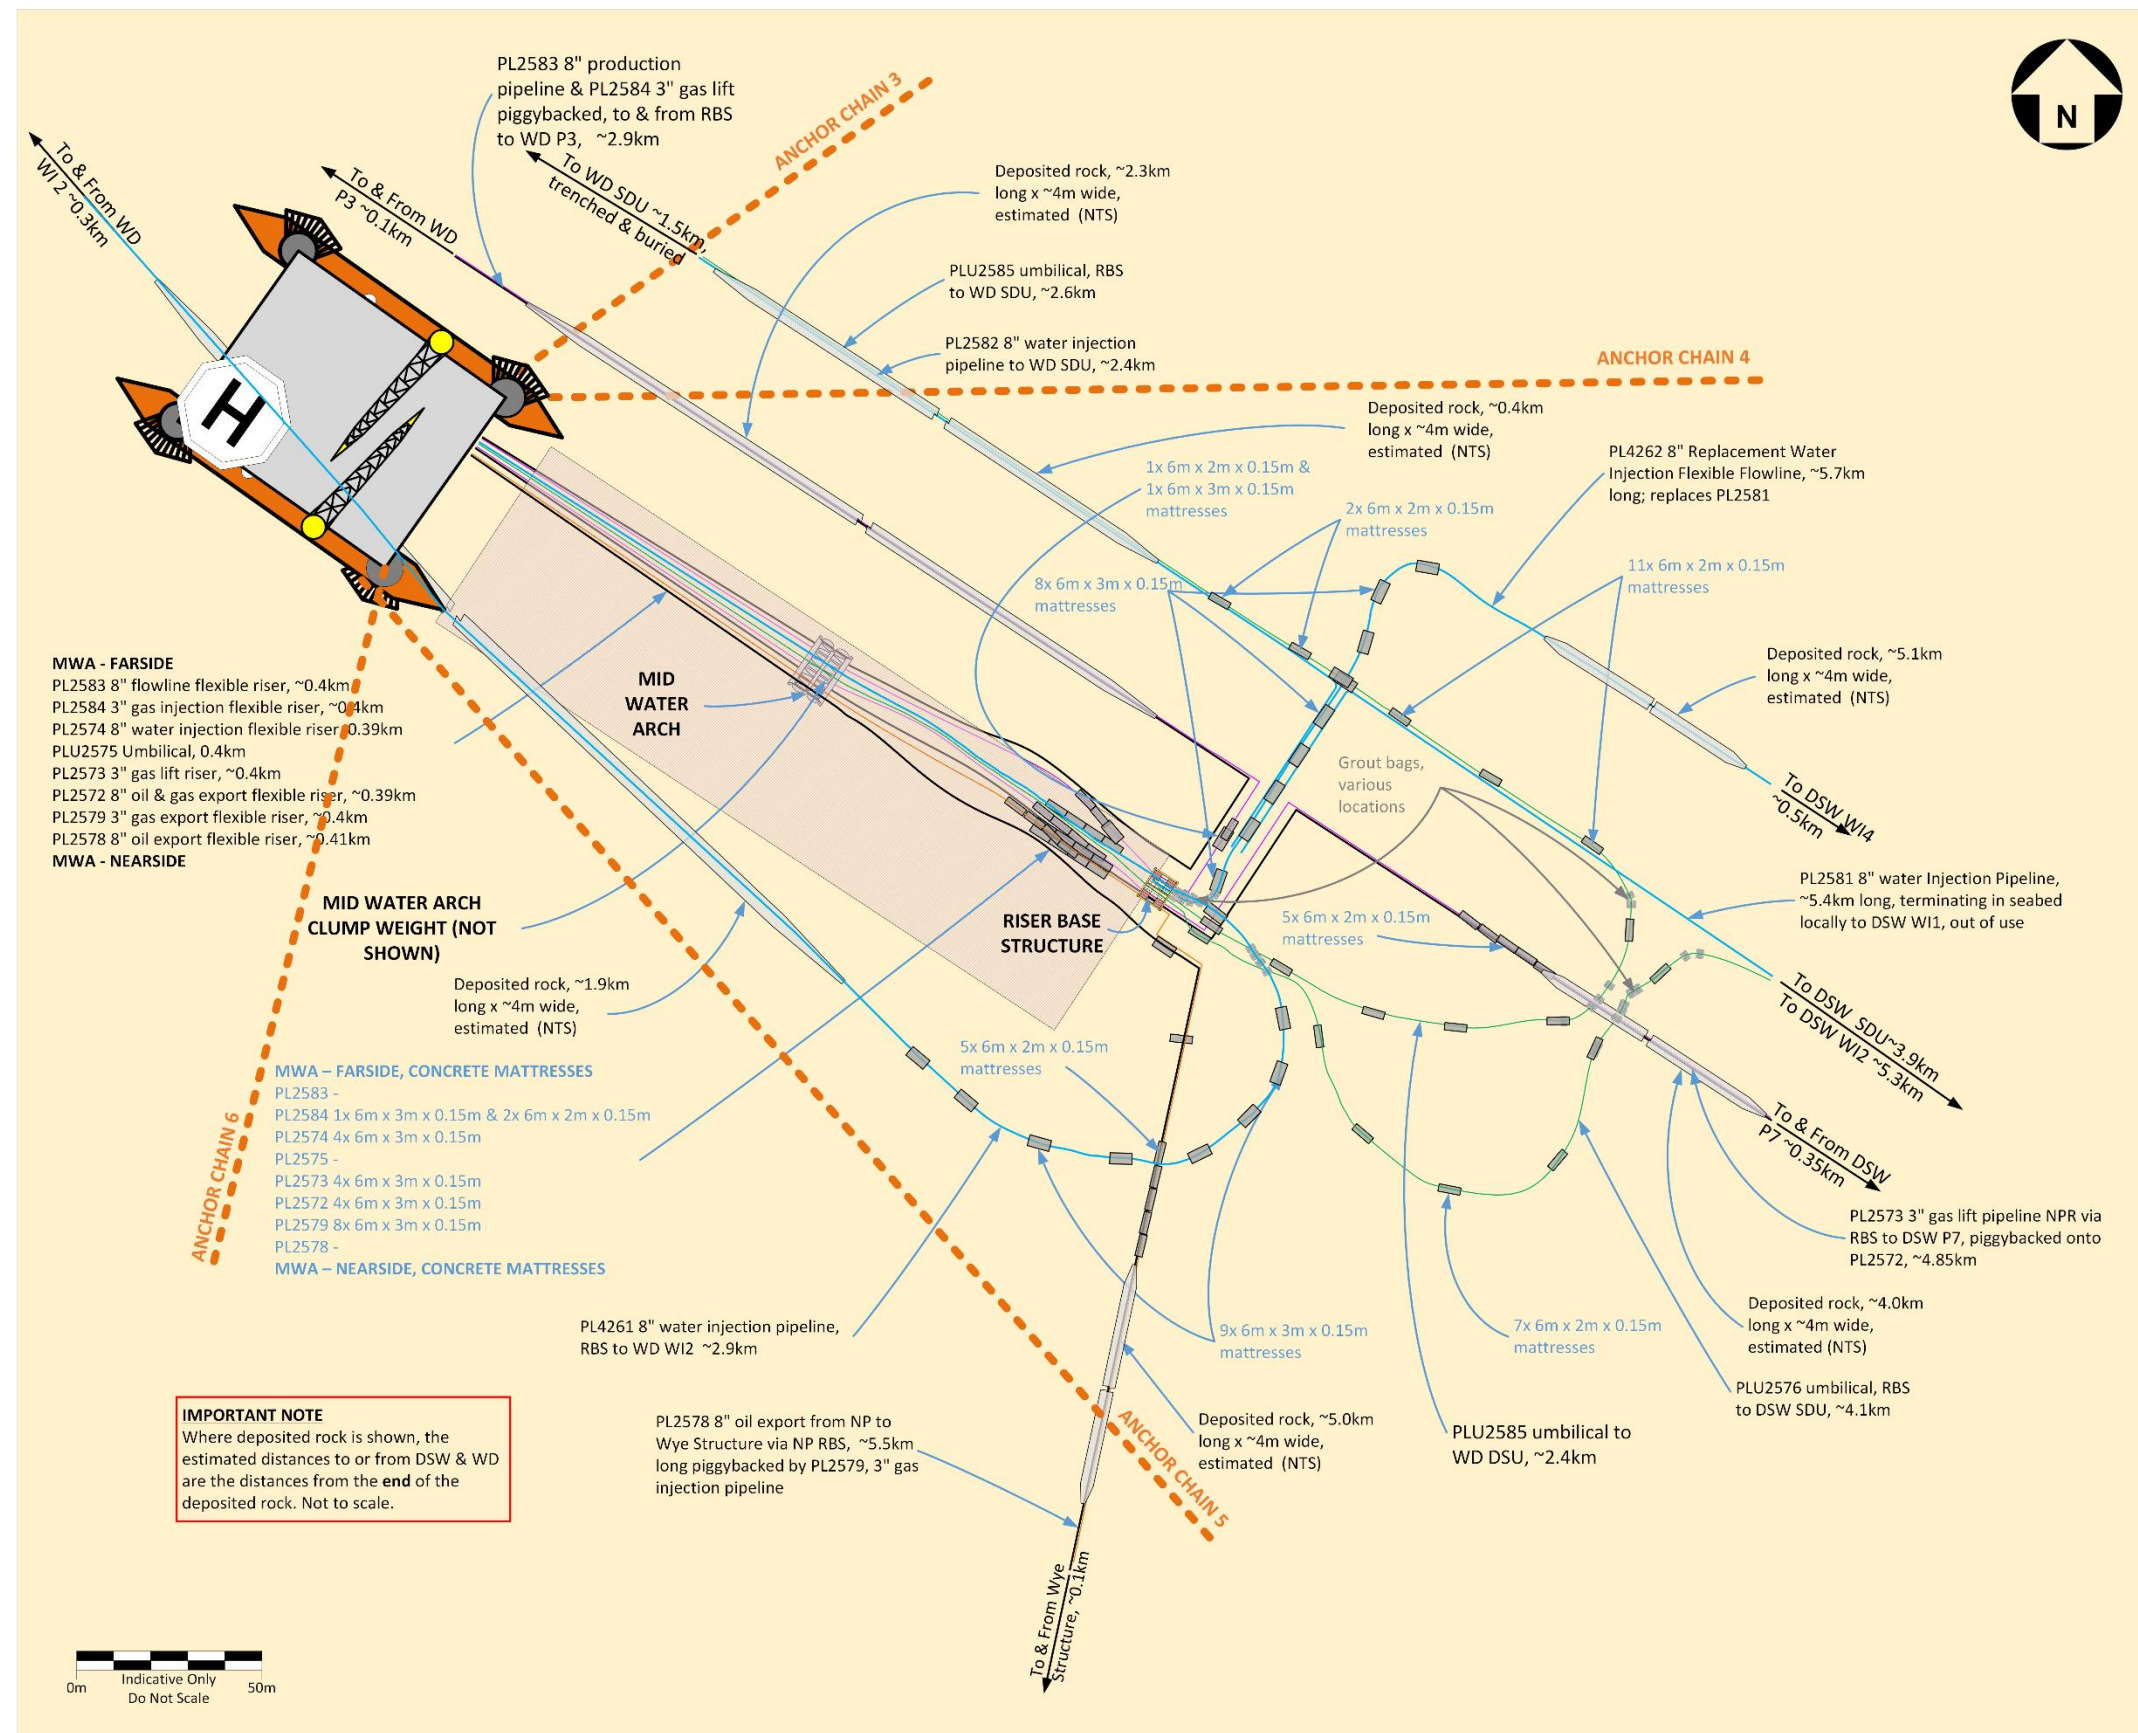 PL2583 8" production
pipeline & PL2584 3" gas lift
piggybacked, to & from RBS
to WD P3,   ~2.9km
ANCHOR CHAIN 3
N
To & From WD
WI 2 ~0.3km
To & From WD
P3 ~0.1km
To WD SDU ~1.5km,
trenched & buried
Deposited rock, ~2.3km
long x ~4m wide,
estimated  (NTS)
PLU2585 umbilical, RBS
to WD SDU, ~2.6km
PL2582 8" water injection
pipeline to WD SDU, ~2.4km
ANCHOR CHAIN 4
H
Deposited rock, ~0.4km
long x ~4m wide,
estimated  (NTS)
PL4262 8" Replacement Water
Injection Flexible Flowline, ~5.7km
long; replaces PL2581
1x 6m x 2m x 0.15m &
1x 6m x 3m x 0.15m
mattresses
2x 6m x 2m x 0.15m
mattresses
8x 6m x 3m x 0.15m
mattresses
11x 6m x 2m x 0.15m
mattresses
Deposited rock, ~5.1km
long x ~4m wide,
estimated  (NTS)
MWA - FARSIDE
PL2583 8" flowline flexible riser, ~0.4km
PL2584 3" gas injection flexible riser, ~0.4km
PL2574 8" water injection flexible riser, 0.39km
PLU2575 Umbilical, 0.4km
PL2573 3" gas lift riser, ~0.4km
PL2572 8" oil & gas export flexible riser, ~0.39km
PL2579 3" gas export flexible riser, ~0.4km
PL2578 8" oil export flexible riser, ~0.41km
MWA - NEARSIDE
MID
WATER
ARCH
Grout bags,
various
locations
To DSW WI4
~0.5km
MID WATER ARCH
CLUMP WEIGHT (NOT
SHOWN)
RISER BASE
STRUCTURE
5x 6m x 2m x 0.15m
mattresses
PL2581 8" water Injection Pipeline,
~5.4km long, terminating in seabed
locally to DSW WI1, out of use
Deposited rock, ~1.9km
long x ~4m wide,
estimated  (NTS)
To DSW  SDU~3.9km
To DSW WI2 ~5.3km
5x 6m x 2m x 0.15m
mattresses
MWA – FARSIDE, CONCRETE MATTRESSES
PL2583 -
PL2584 1x 6m x 3m x 0.15m & 2x 6m x 2m x 0.15m
PL2574 4x 6m x 3m x 0.15m
PL2575 -
PL2573 4x 6m x 3m x 0.15m
PL2572 4x 6m x 3m x 0.15m
PL2579 8x 6m x 3m x 0.15m
PL2578 -
MWA – NEARSIDE, CONCRETE MATTRESSES
ANCHOR CHAIN 6
To & From DSW
P7 ~0.35km
PL2573 3" gas lift pipeline NPR via
RBS to DSW P7, piggybacked onto
PL2572, ~4.85km
Deposited rock, ~4.0km
long x ~4m wide,
estimated (NTS)
PL4261 8" water injection pipeline,
RBS to WD WI2  ~2.9km
9x 6m x 3m x 0.15m
mattresses
7x 6m x 2m x 0.15m
mattresses
PLU2576 umbilical, RBS
to DSW SDU, ~4.1km
IMPORTANT NOTE
Where deposited rock is shown, the
estimated distances to or from DSW & WD
are the distances from the end of the
deposited rock. Not to scale.
PL2578 8" oil export from NP to
Wye Structure via NP RBS,  ~5.5km
long piggybacked by PL2579, 3" gas
injection pipeline
ANCHOR CHAIN 5
Deposited rock, ~5.0km
long x ~4m wide,
estimated  (NTS)
PLU2585 umbilical to
WD DSU, ~2.4km
To & From Wye
Structure, ~0.1km
0m
Indicative Only
Do Not Scale
50m